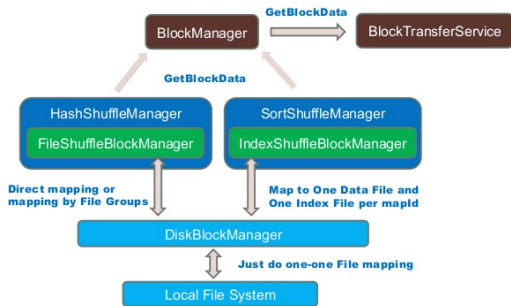 GetBlockData
BlockManager
BlockTransferService
GetBlockData
HashShuffleManager
SortShuffleManager
FileShuffleBlockManager
IndexShuffleBlockManager
Direct mapping or
mapping by File Groups
Map to One Data File and
One Index File per mapId
DiskBlockManager
Just do one-one File mapping
Local File System